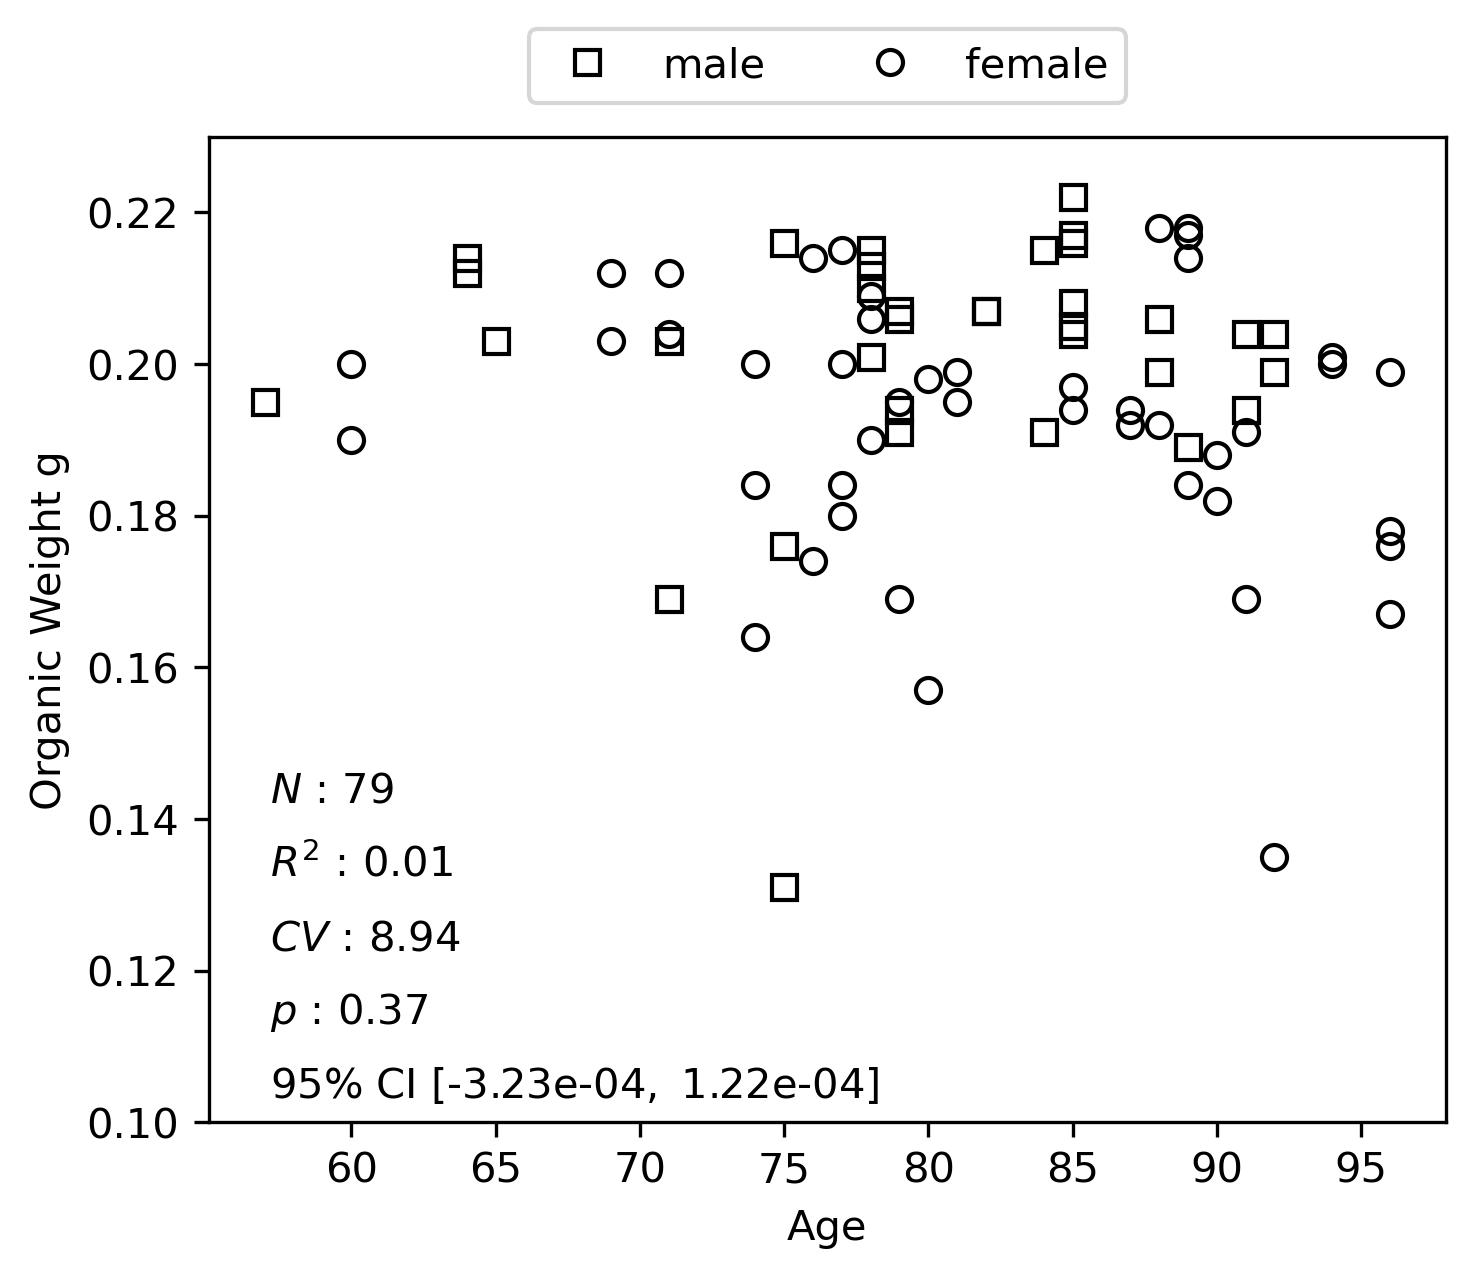 male female
0.22
0.20
0.18
0.16
0.14
0.12
0.10
Organic Weight g
N : 79
R² : 0.01
CV : 8.94
p : 0.37
95% CI [-3.23e-04, 1.22e-04]
60 65 70 75 80 85 90 95
Age